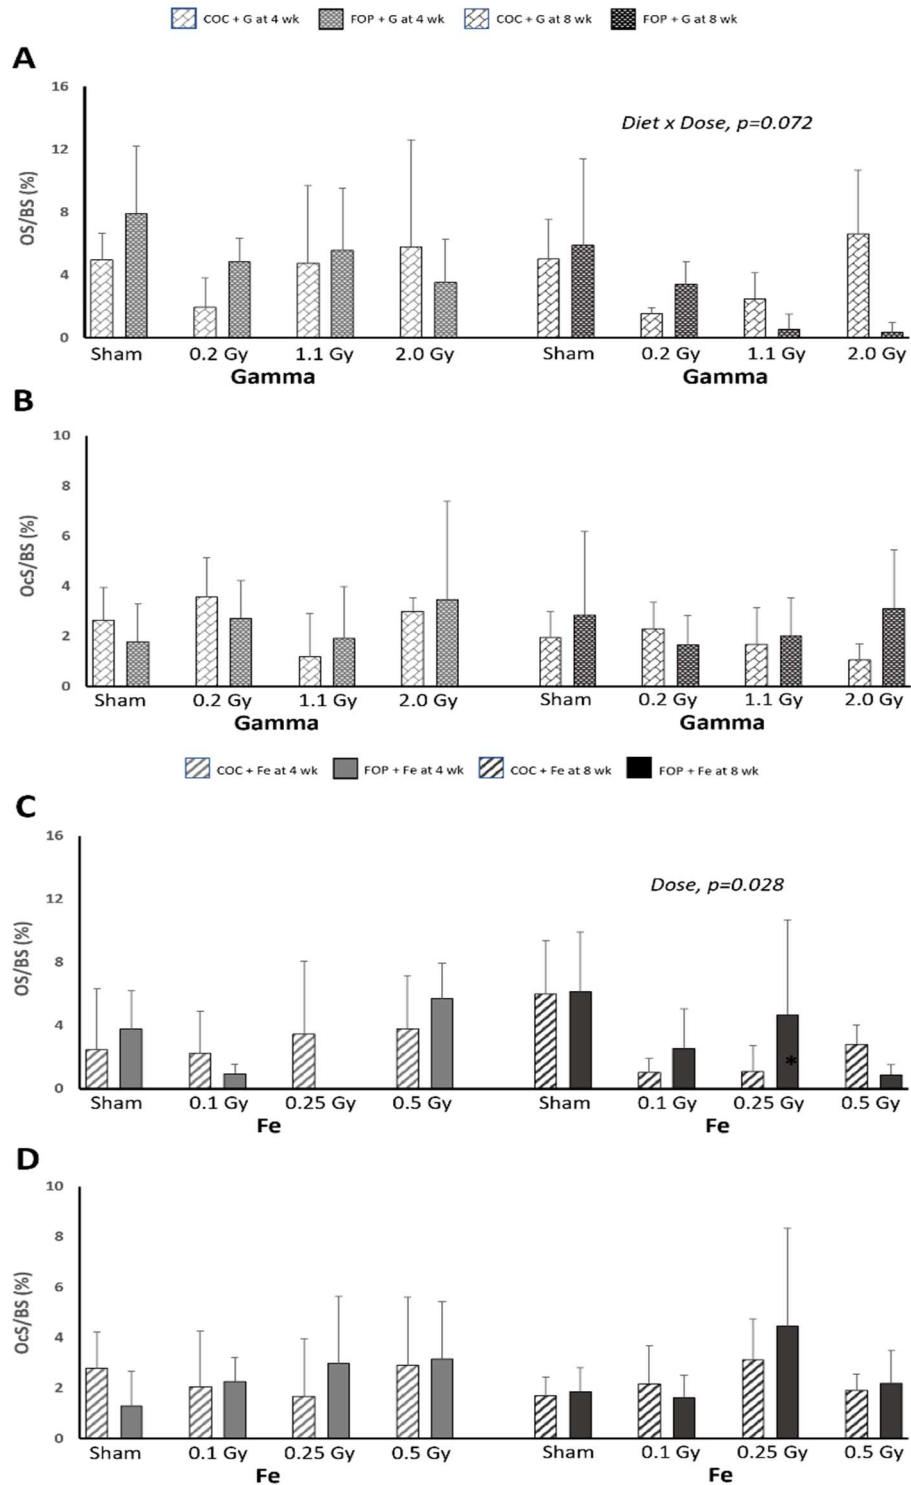 COC + G at 4 wk FOP + G at 4 wk COC + G at 8 wk FOP + G at 8 wk
A
16
12
8
4
0
OS/BS (%)
Diet x Dose, p=0.072
Sham 0.2 Gy 1.1 Gy 2.0 Gy Sham 0.2 Gy 1.1 Gy 2.0 Gy
Gamma Gamma
B
10
8
6
4
2
0
OcS/BS (%)
Sham 0.2 Gy 1.1 Gy 2.0 Gy Sham 0.2 Gy 1.1 Gy 2.0 Gy
Gamma Gamma
COC + Fe at 4 wk FOP + Fe at 4 wk COC + Fe at 8 wk FOP + Fe at 8 wk
C
16
12
8
4
0
OS/BS (%)
Dose, p=0.028
*
Sham 0.1 Gy 0.25 Gy 0.5 Gy Sham 0.1 Gy 0.25 Gy 0.5 Gy
Fe Fe
D
10
8
6
4
2
0
OcS/BS (%)
Sham 0.1 Gy 0.25 Gy 0.5 Gy Sham 0.1 Gy 0.25 Gy 0.5 Gy
Fe Fe